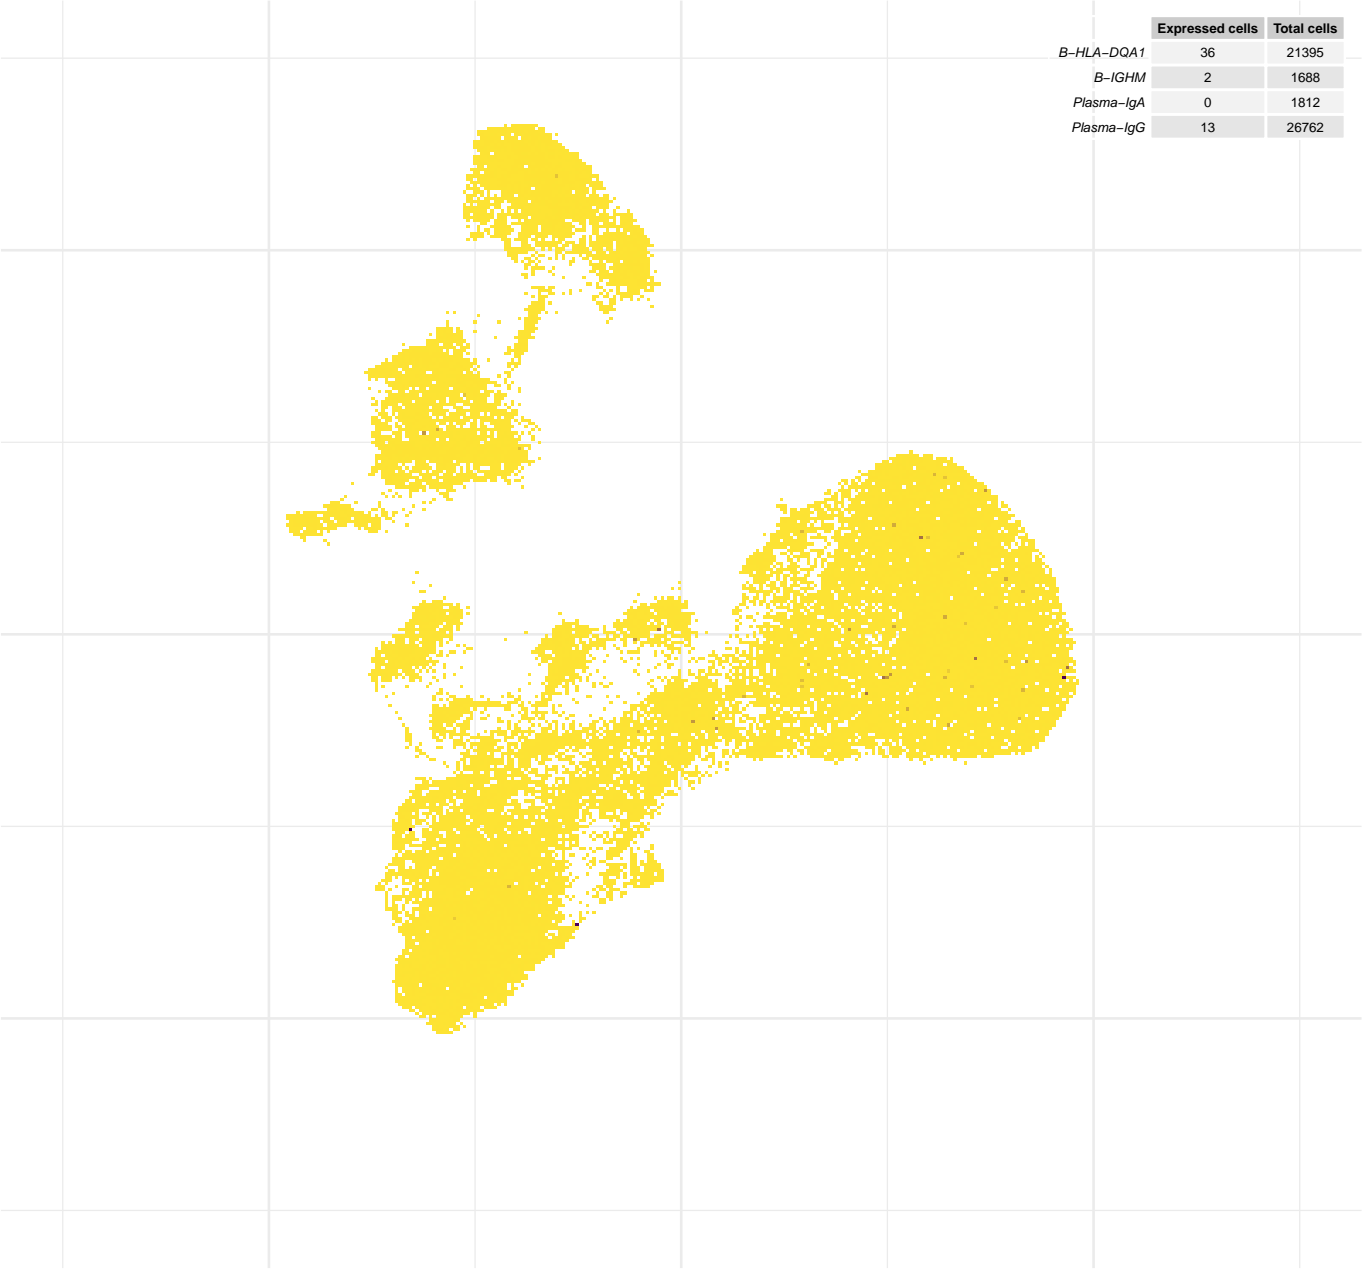 Expressed cells Total cells
B−HLA−DQA1 36 21395
B−IGHM 2 1688
Plasma−IgA 0 1812
Plasma−IgG 13 26762